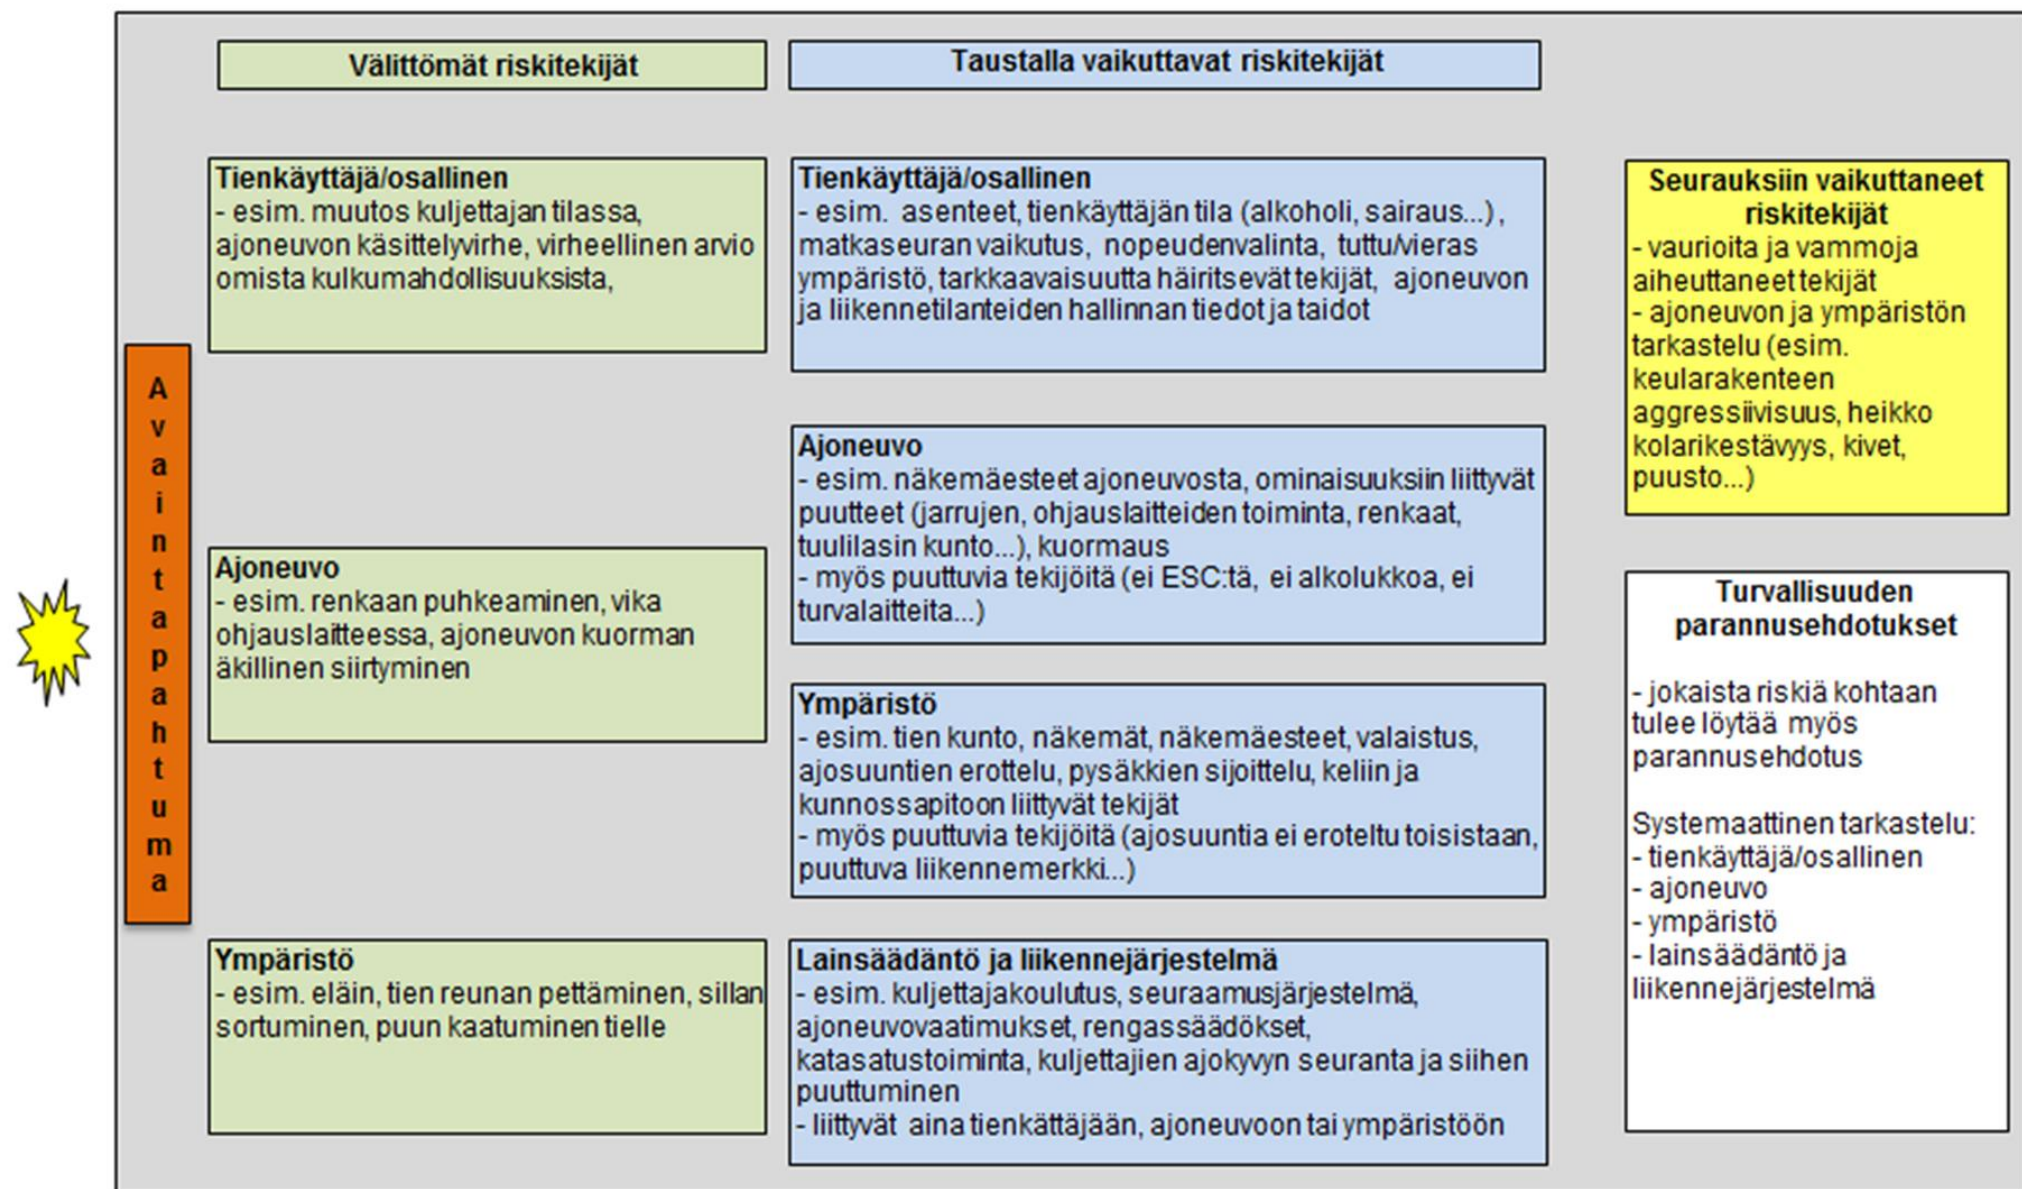 Välittömät riskitekijät
Taustalla vaikuttavat riskitekijät
Avaintapahtuma
Tienkäyttäjä/osallinen
- esim. muutos kuljettajan tilassa,
ajoneuvon käsittelyvirhe, virheellinen arvio
omista kulkumahdollisuuksista,
Ajoneuvo
- esim. renkaan puhkeaminen, vika
ohjauslaitteessa, ajoneuvon kuorman
äkillinen siirtyminen
Ympäristö
- esim. eläin, tien reunan pettäminen, sillan
sortuminen, puun kaatuminen tielle
Tienkäyttäjä/osallinen
- esim. asenteet, tienkäyttäjän tila (alkoholi, sairaus...),
matkaseuran vaikutus, nopeudenvalinta, tuttu/vieras
ympäristö, tarkkaavaisuutta häiritsevät tekijät, ajoneuvon
ja liikennetilanteiden hallinnan tiedot ja taidot
Ajoneuvo
- esim. näkemäesteet ajoneuvosta, ominaisuuksiin liittyvät
puutteet (jarrujen, ohjauslaitteiden toiminta, renkaat,
tuulilasin kunto...), kuormaus
- myös puuttuvia tekijöitä (ei ESC:tä, ei alkolukkoa, ei
turvalaitteita...)
Ympäristö
- esim. tien kunto, näkemät, näkemäesteet, valaistus,
ajosuuntien erottelu, pysäkkien sijoittelu, keliin ja
kunnossapitoon liittyvät tekijät
- myös puuttuvia tekijöitä (ajosuuntia ei eroteltu toisistaan,
puuttuva liikennemerkki...)
Lainsäädäntö ja liikennejärjestelmä
- esim. kuljettajakoulutus, seuraamusjärjestelmä,
ajoneuvovaatimukset, rengassäädökset,
katasatustoiminta, kuljettajien ajokyvyn seuranta ja siihen
puuttuminen
- liittyvät aina tienkättäjään, ajoneuvoon tai ympäristöön
Seurauksiin vaikuttaneet
riskitekijät
- vaurioita ja vammoja
aiheuttaneet tekijät
- ajoneuvon ja ympäristön
tarkastelu (esim.
keularakenteen
aggressiivisuus, heikko
kolarikestävyys, kivet,
puusto...)
Turvallisuuden
parannusehdotukset
- jokaista riskiä kohtaan
tulee löytää myös
parannusehdotus
Systemaattinen tarkastelu:
- tienkäyttäjä/osallinen
- ajoneuvo
- ympäristö
- lainsäädäntö ja
liikennejärjestelmä